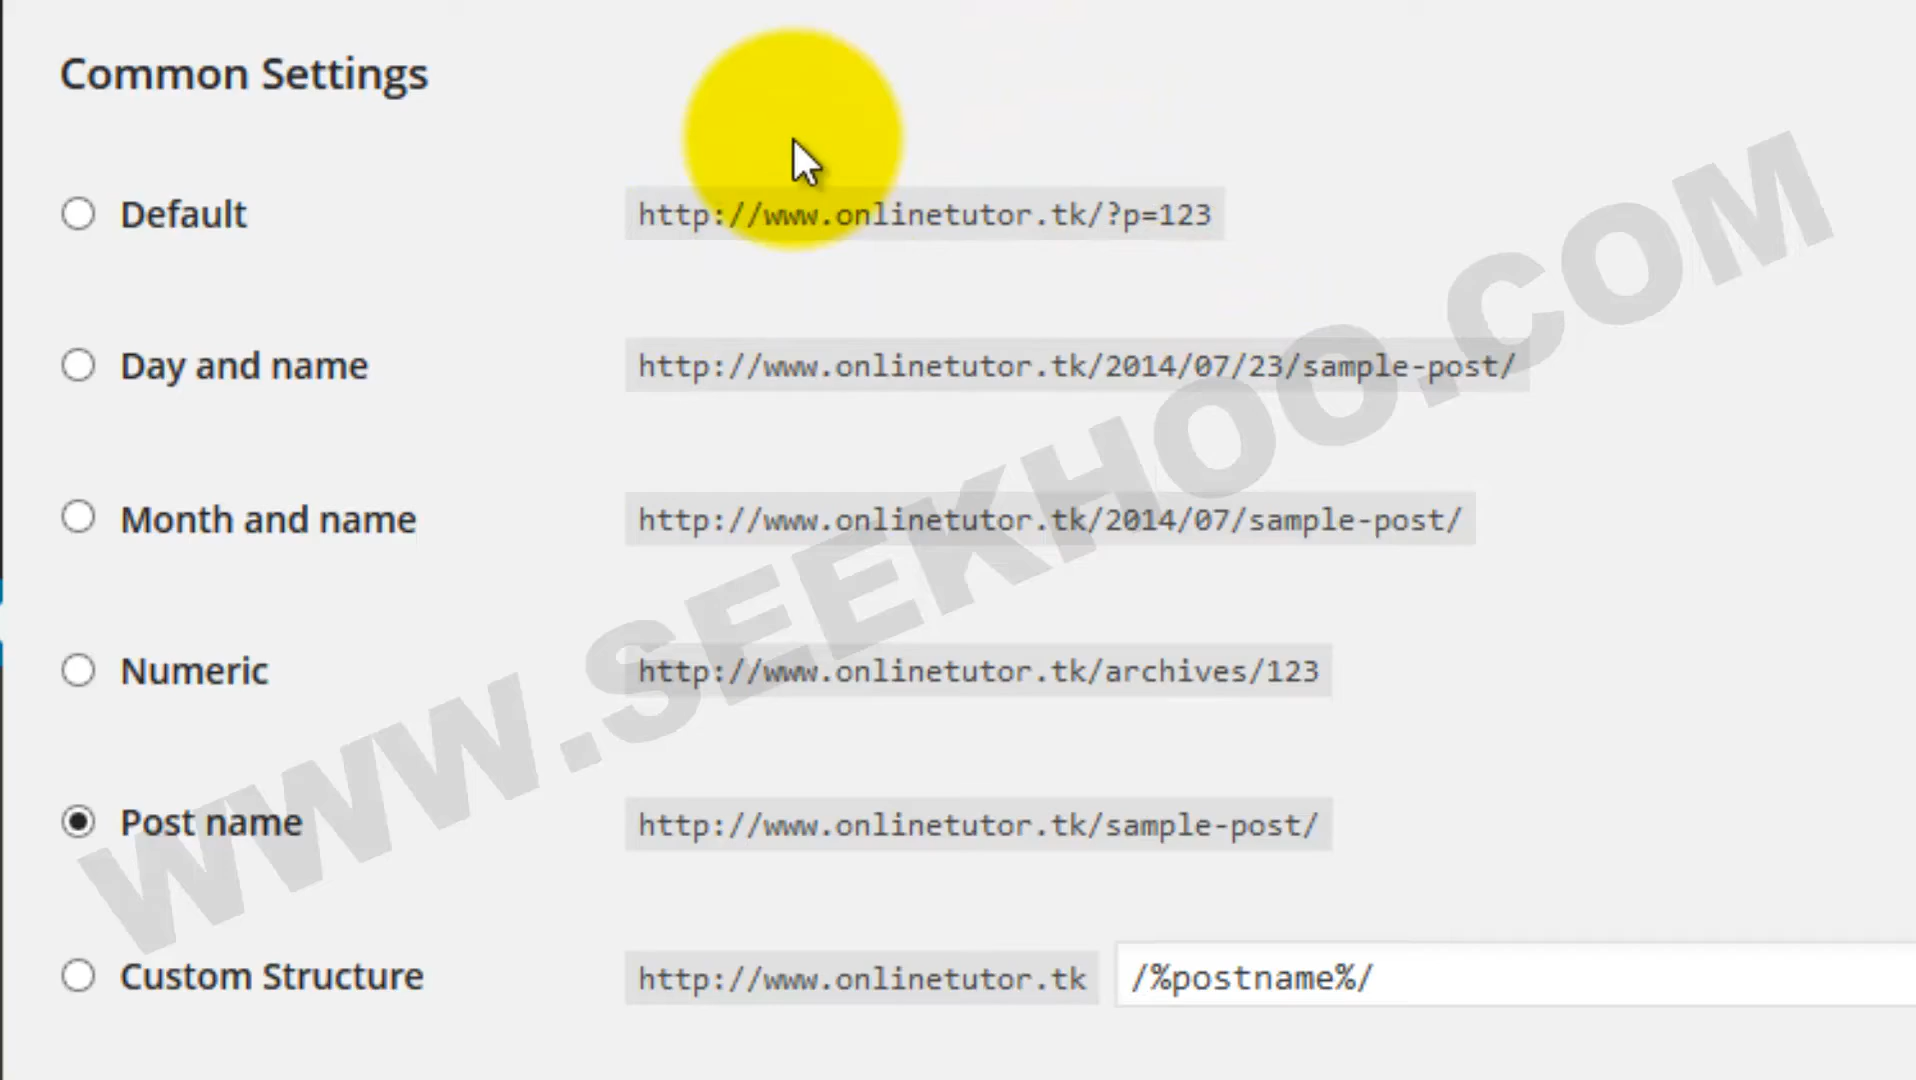 Common Settings
Default http://www.onlinetutor.tk/?p=123
Day and name http://www.onlinetutor.tk/2014/07/23/sample-post/
Month and name http://www.onlinetutor.tk/2014/07/sample-post/
Numeric http://www.onlinetutor.tk/archives/123
Post name http://www.onlinetutor.tk/sample-post/
Custom Structure http://www.onlinetutor.tk /%postname%/
WWW.SEEKHOO.COM